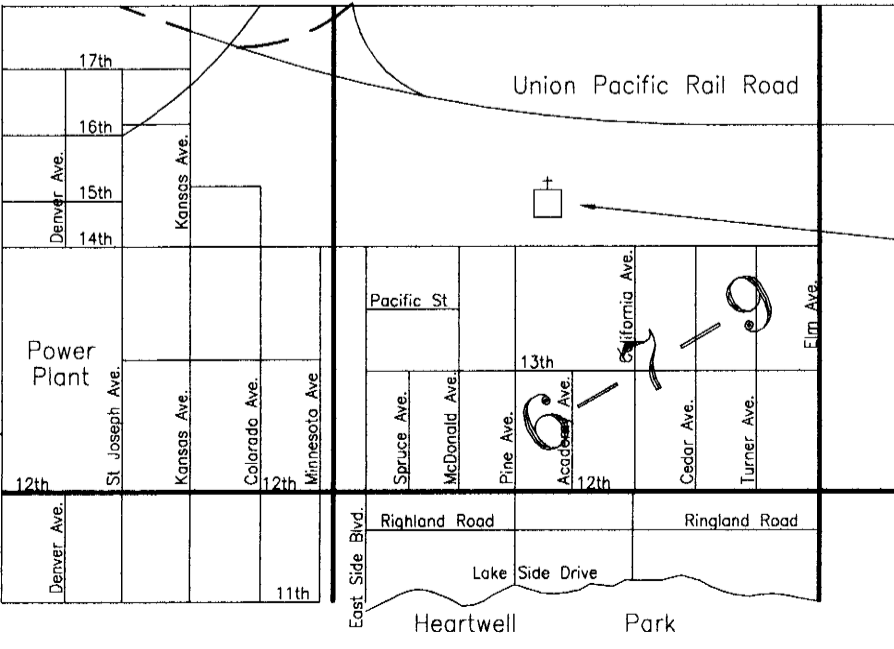 Union Pacific Rail Road
17th
16th
Denver Ave.
Kansas Ave.
15th
14th
Pacific St
California Ave.
Elm Ave.
Power
Plant
13th
St Joseph Ave.
Kansas Ave.
Colorado Ave.
Minnesota Ave.
Spruce Ave.
McDonald Ave.
Pine Ave.
Academy Ave.
Cedar Ave.
Turner Ave.
6-7-9
12th
12th
12th
Denver Ave.
East Side Blvd.
Righland Road
Ringland Road
11th
Lake Side Drive
Heartwell Park